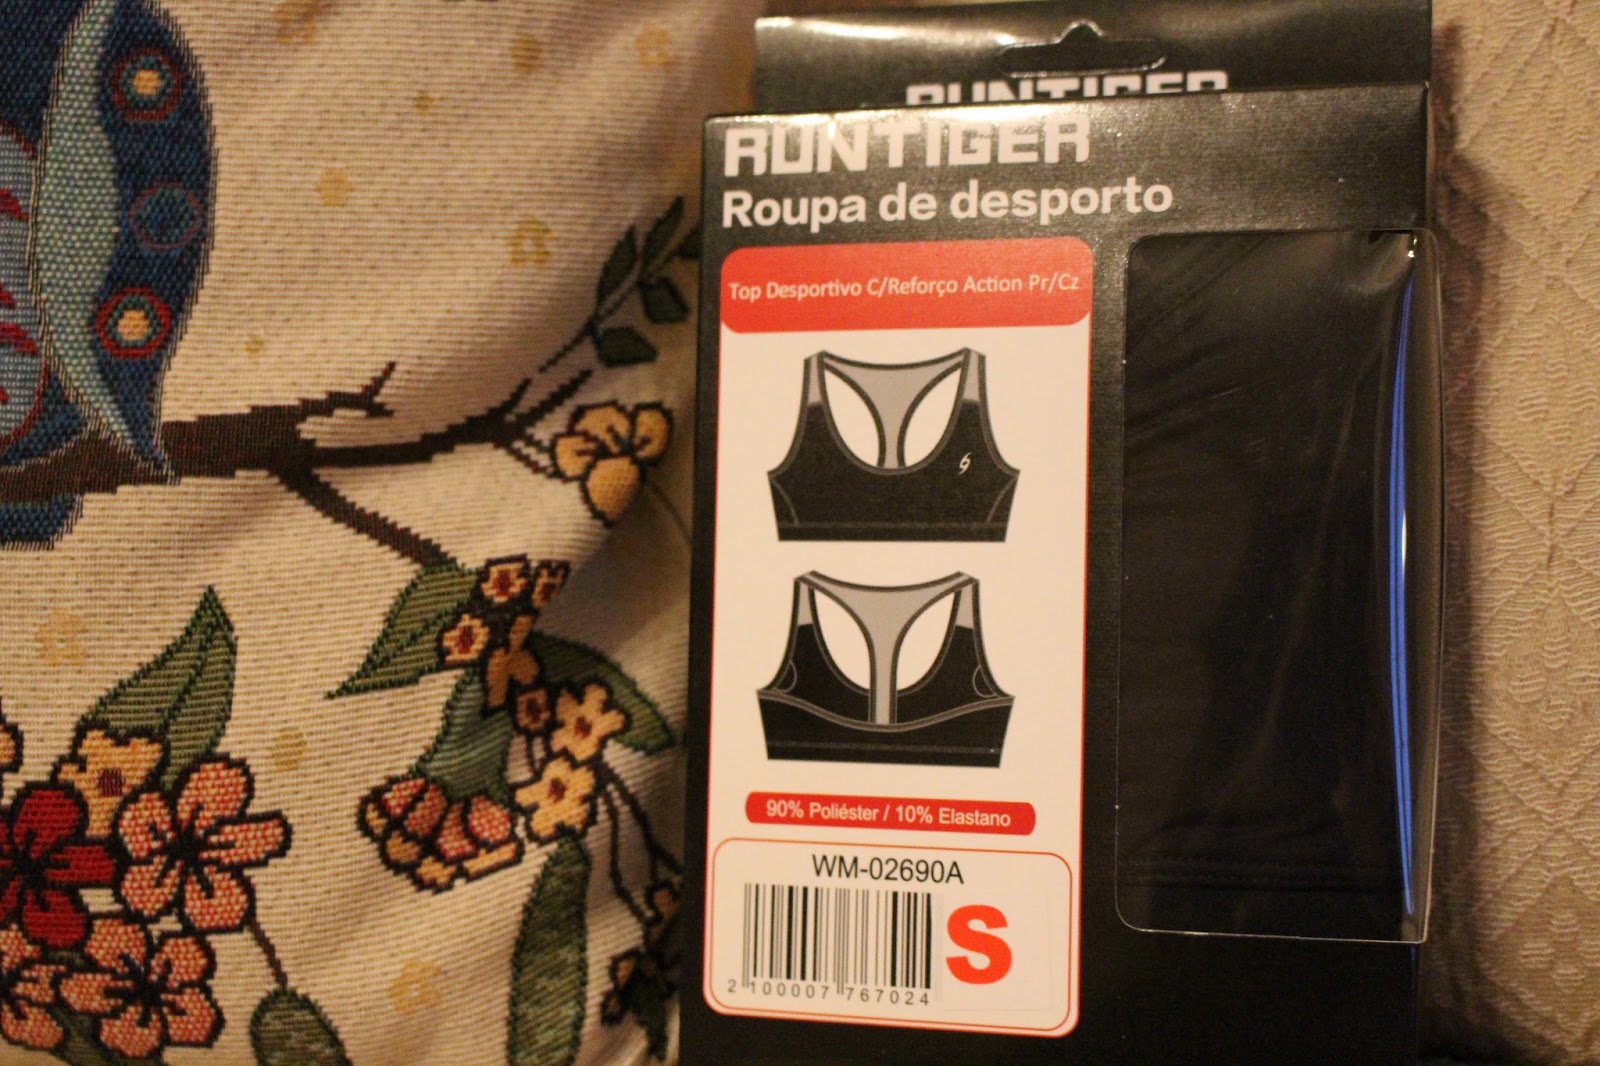 RUNTIGER
RUNTIGER
Roupa de desporto
Top Desportivo C/Reforço Action Pr/Cz
90% Poliéster / 10% Elastano
WM-02690A
S
2 100007 767024